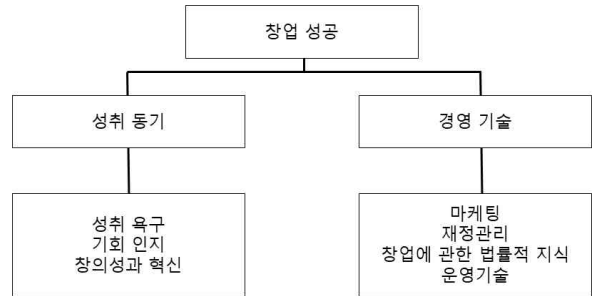 창업 성공
성취 동기
경영 기술
성취 욕구
기회 인지
창의성과 혁신
마케팅
재정관리
창업에 관한 법률적 지식
운영기술